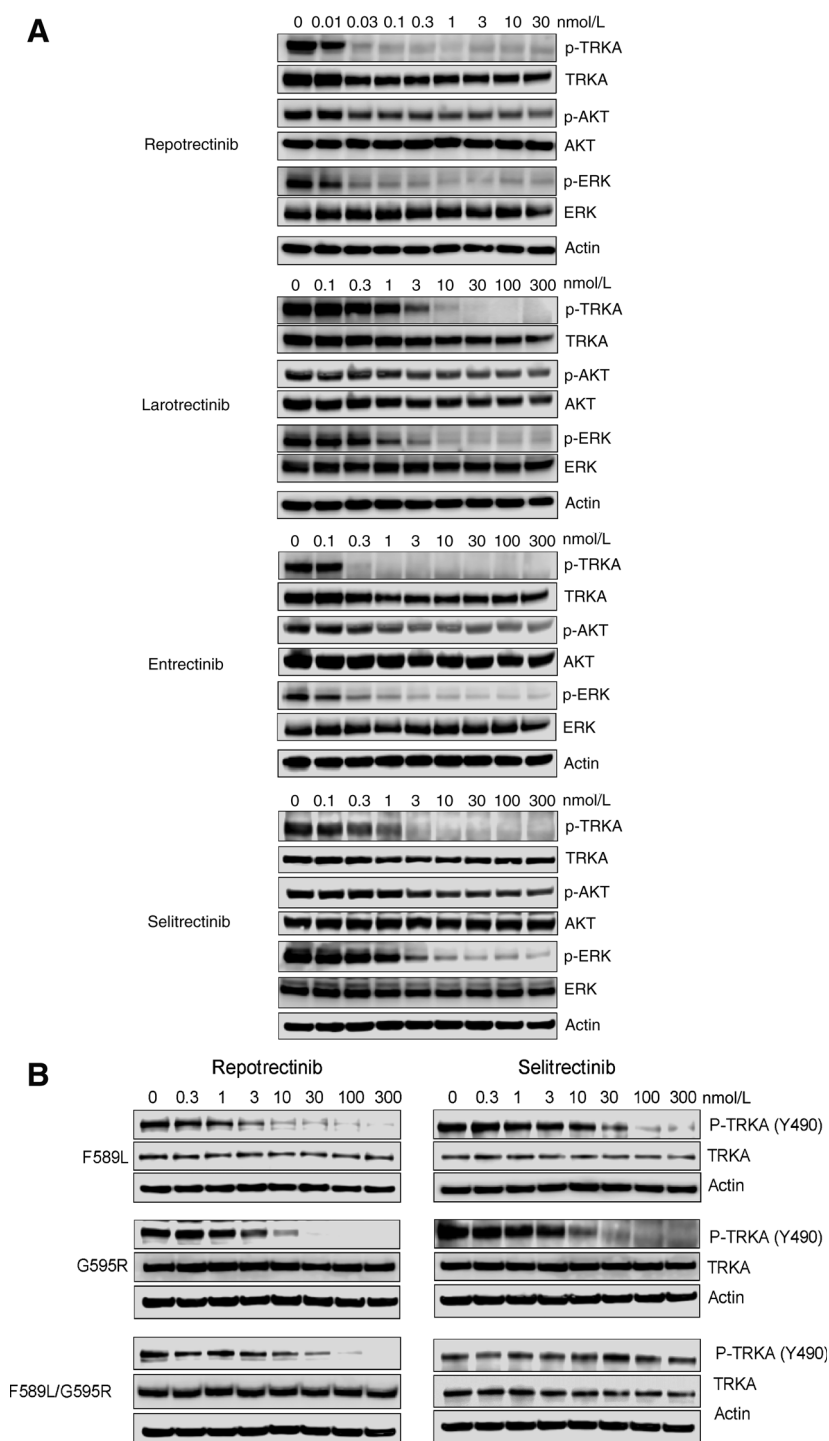 A
0 0.01 0.03 0.1 0.3 1 3 10 30 nmol/L
p-TRKA
TRKA
p-AKT
Repotrectinib
AKT
p-ERK
ERK
Actin
0 0.1 0.3 1 3 10 30 100 300 nmol/L
p-TRKA
TRKA
p-AKT
Larotrectinib
AKT
p-ERK
ERK
Actin
0 0.1 0.3 1 3 10 30 100 300 nmol/L
p-TRKA
TRKA
p-AKT
Entrectinib
AKT
p-ERK
ERK
Actin
0 0.1 0.3 1 3 10 30 100 300 nmol/L
p-TRKA
TRKA
p-AKT
Selitrectinib
AKT
p-ERK
ERK
Actin
B
Repotrectinib Selitrectinib
0 0.3 1 3 10 30 100 300 0 0.3 1 3 10 30 100 300 nmol/L
P-TRKA (Y490)
F589L TRKA
Actin
P-TRKA (Y490)
G595R TRKA
Actin
P-TRKA (Y490)
F589L/G595R TRKA
Actin